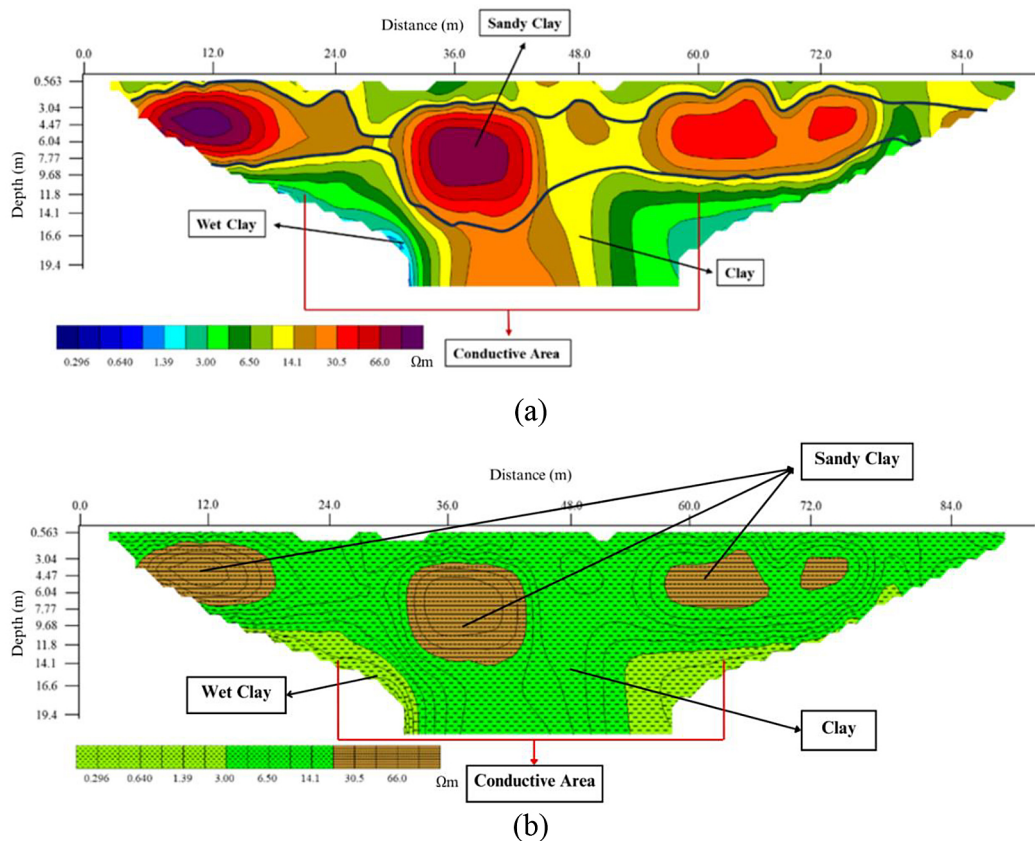 Distance (m)
Sandy Clay
0.0 12.0 24.0 36.0 48.0 60.0 72.0 84.0
Depth (m)
0.563
3.04
4.47
6.04
7.77
9.68
11.8
14.1
16.6
19.4
Wet Clay
Clay
0.296 0.640 1.39 3.00 6.50 14.1 30.5 66.0 Ωm
Conductive Area
(a)
Sandy Clay
Distance (m)
0.0 12.0 24.0 36.0 48.0 60.0 72.0 84.0
Depth (m)
0.563
3.04
4.47
6.04
7.77
9.68
11.8
14.1
16.6
19.4
Wet Clay
Clay
0.296 0.640 1.39 3.00 6.50 14.1 30.5 66.0 Ωm
Conductive Area
(b)